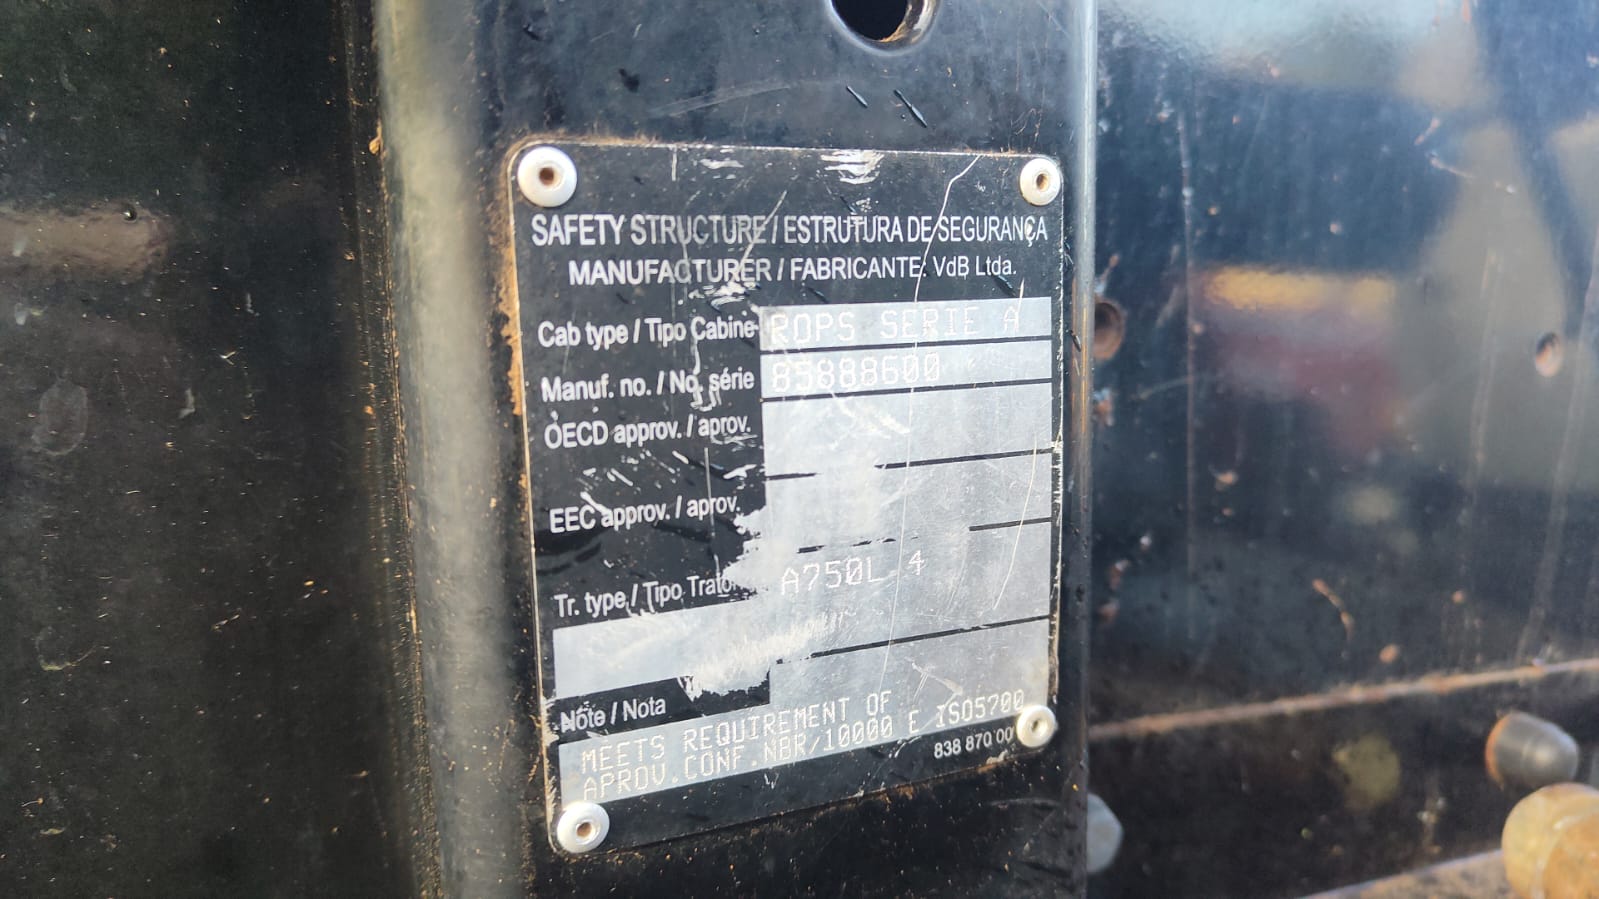 SAFETY STRUCTURE / ESTRUTURA DE SEGURANÇA
MANUFACTURER / FABRICANTE: VdB Ltda.
Cab type / Tipo Cabine ROPS SERIE A
Manuf. no. / No. série 85888600
OECD approv. / aprov.
EEC approv. / aprov.
Tr. type / Tipo Trator A750L 4
Note / Nota
MEETS REQUIREMENT OF
APROV.CONF.NBR/10000 E ISO5700
838 870 00